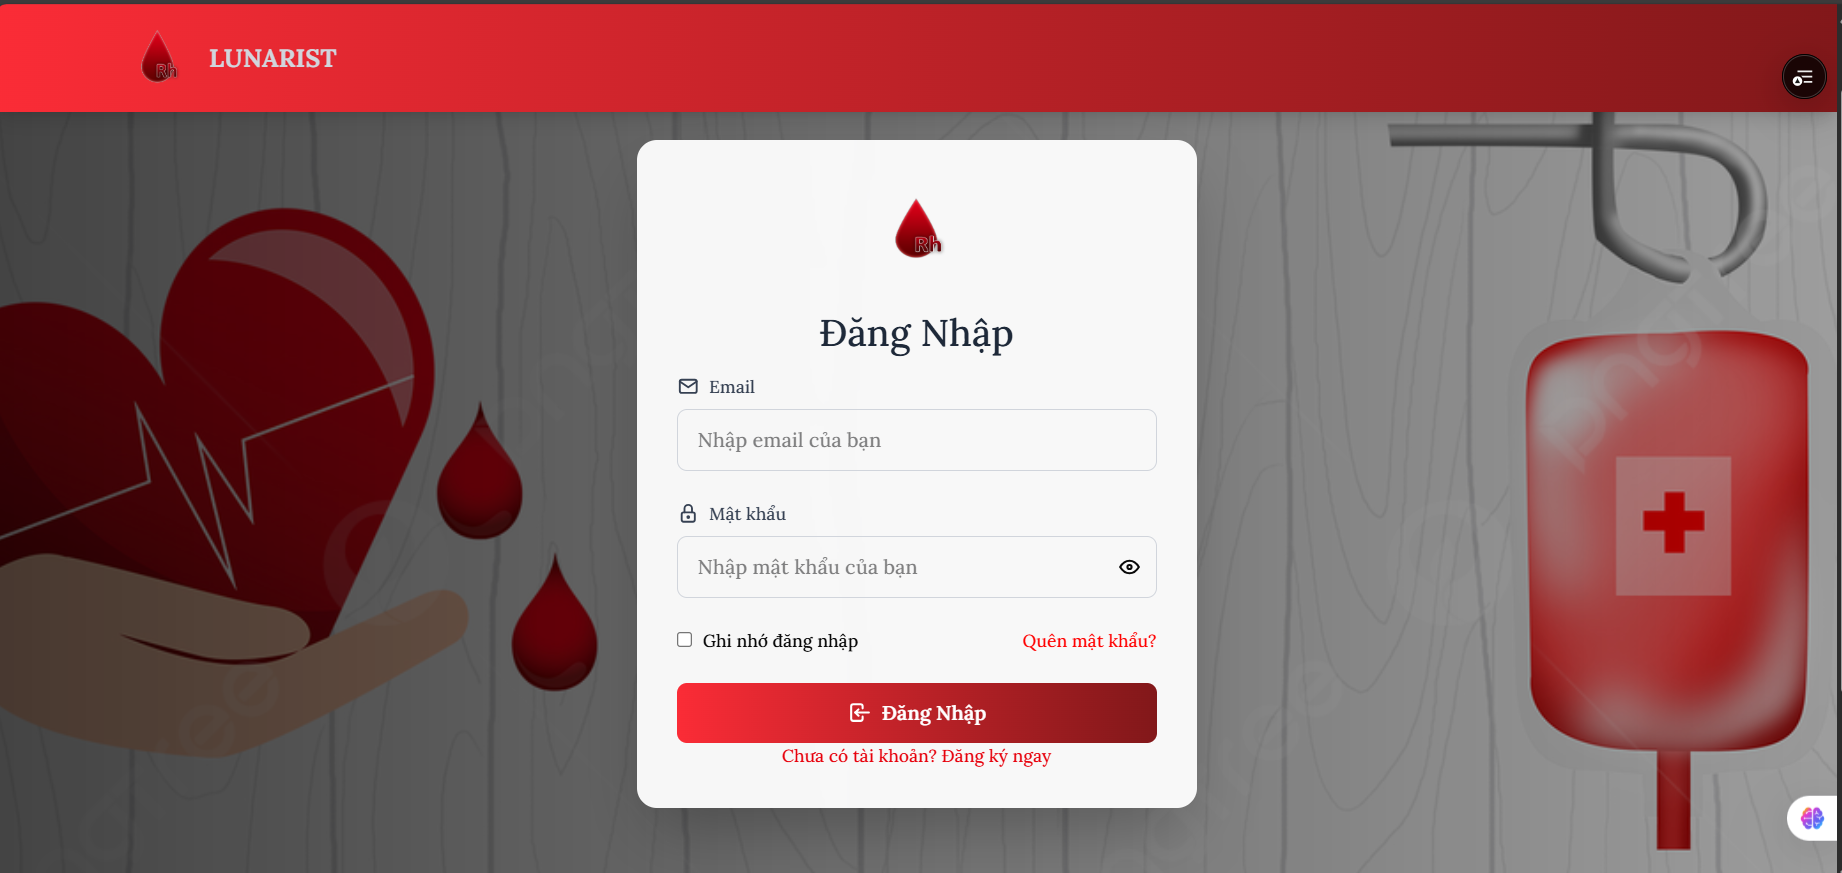 Rh
LUNARIST
Rh
Đăng Nhập
Email
Nhập email của bạn
Mật khẩu
Nhập mật khẩu của bạn
Ghi nhớ đăng nhập
Quên mật khẩu?
Đăng Nhập
Chưa có tài khoản? Đăng ký ngay